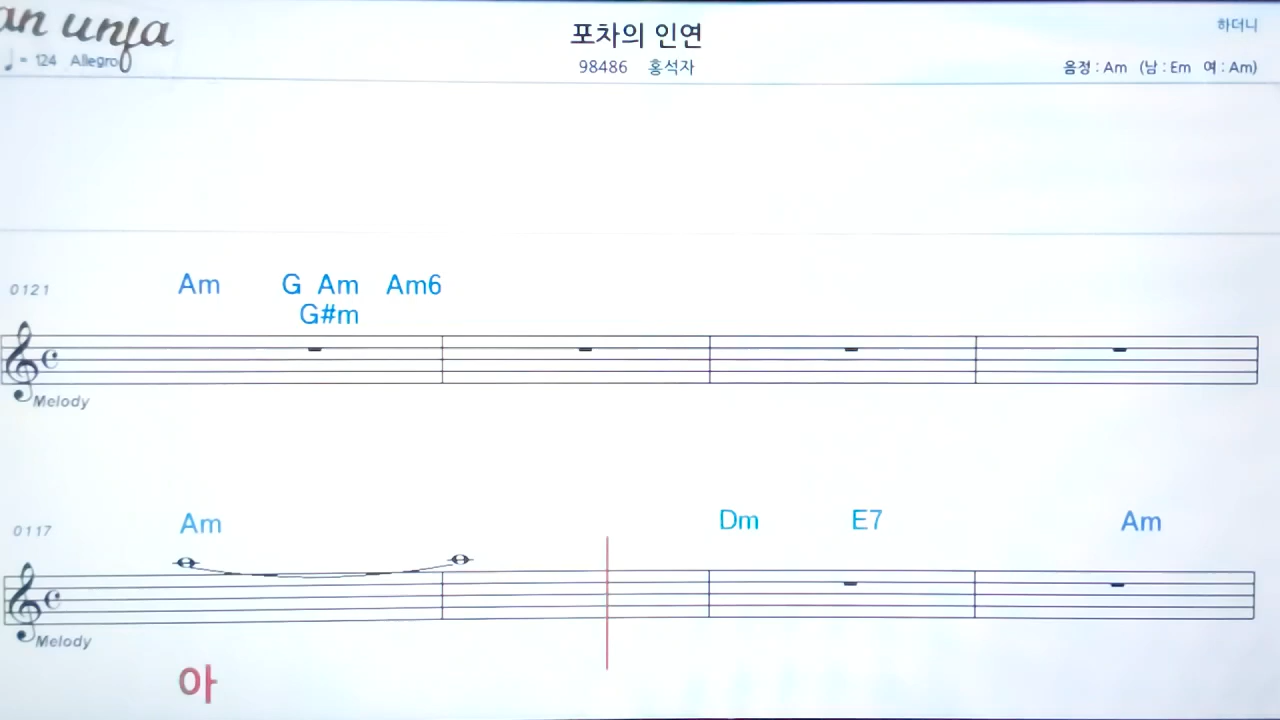 an unja
포차의 인연
하더니
♩= 124 Allegro
98486 홍석자
음정 : Am (남 : Em 여 : Am)
0121
Am G Am Am6
G#m
Melody
0117
Am Dm E7 Am
Melody
아